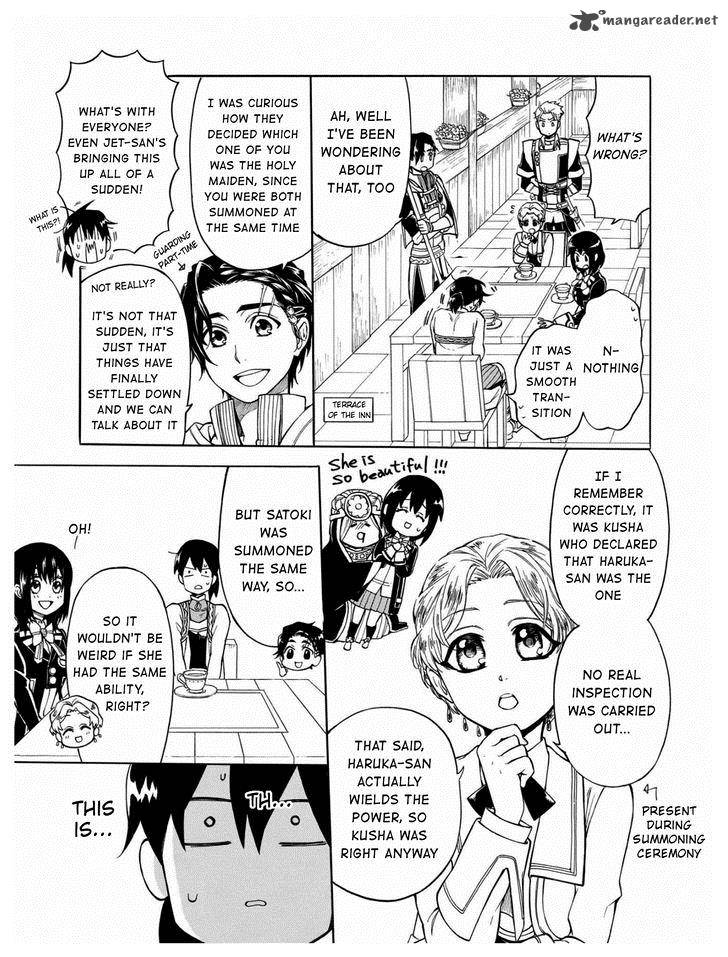 mangareader.net
WHAT'S
WRONG?
AH, WELL
I'VE BEEN
WONDERING
ABOUT
THAT, TOO
N-
NOTHING
IT WAS
JUST A
SMOOTH
TRAN-
SITION
TERRACE
OF THE INN
I WAS CURIOUS
HOW THEY
DECIDED WHICH
ONE OF YOU
WAS THE HOLY
MAIDEN, SINCE
YOU WERE BOTH
SUMMONED AT
THE SAME TIME
GUARDING
PART-TIME
WHAT'S WITH
EVERYONE?
EVEN JET-SAN'S
BRINGING THIS
UP ALL OF A
SUDDEN!
WHAT IS
THIS?!
NOT REALLY?
IT'S NOT THAT
SUDDEN, IT'S
JUST THAT
THINGS HAVE
FINALLY
SETTLED DOWN
AND WE CAN
TALK ABOUT IT
IF I
REMEMBER
CORRECTLY, IT
WAS KUSHA
WHO DECLARED
THAT HARUKA-
SAN WAS THE
ONE
She is
so beautiful!!!
NO REAL
INSPECTION
WAS CARRIED
OUT...
PRESENT
DURING
SUMMONING
CEREMONY
THAT SAID,
HARUKA-SAN
ACTUALLY
WIELDS THE
POWER, SO
KUSHA WAS
RIGHT ANYWAY
BUT SATOKI
WAS
SUMMONED
THE SAME
WAY, SO...
OH!
SO IT
WOULDN'T BE
WEIRD IF SHE
HAD THE SAME
ABILITY,
RIGHT?
TH...
THIS
IS...